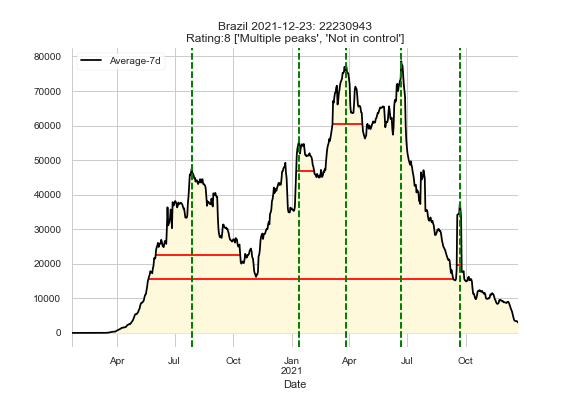 Brazil 2021-12-23: 22230943
Rating:8 ['Multiple peaks', 'Not in control']
Average-7d
80000
70000
60000
50000
40000
30000
20000
10000
0
Apr Jul Oct Jan Apr Jul Oct
2021
Date